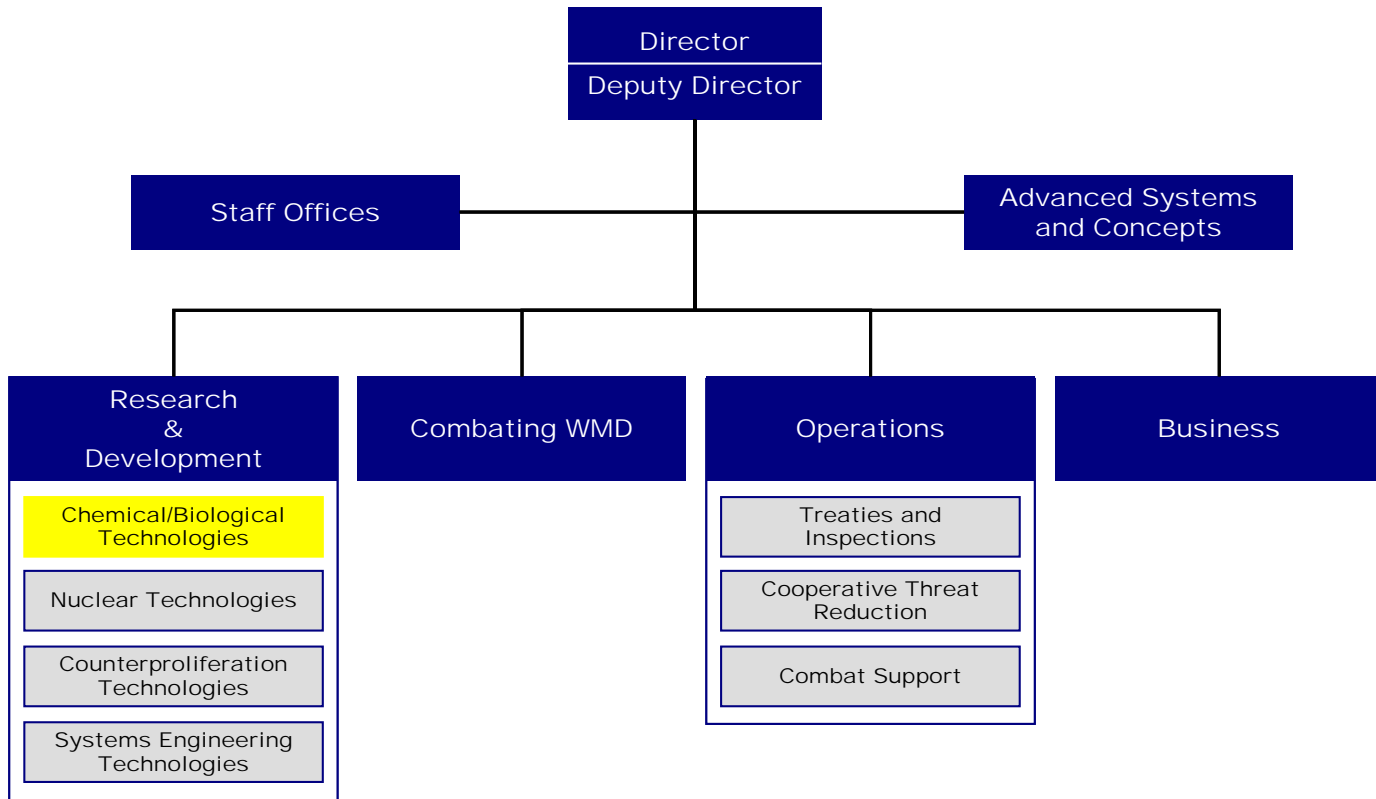 Director
Deputy Director
Staff Offices
Advanced Systems
and Concepts
Research
&
Development
Chemical/Biological
Technologies
Nuclear Technologies
Counterproliferation
Technologies
Systems Engineering
Technologies
Combating WMD
Operations
Treaties and
Inspections
Cooperative Threat
Reduction
Combat Support
Business